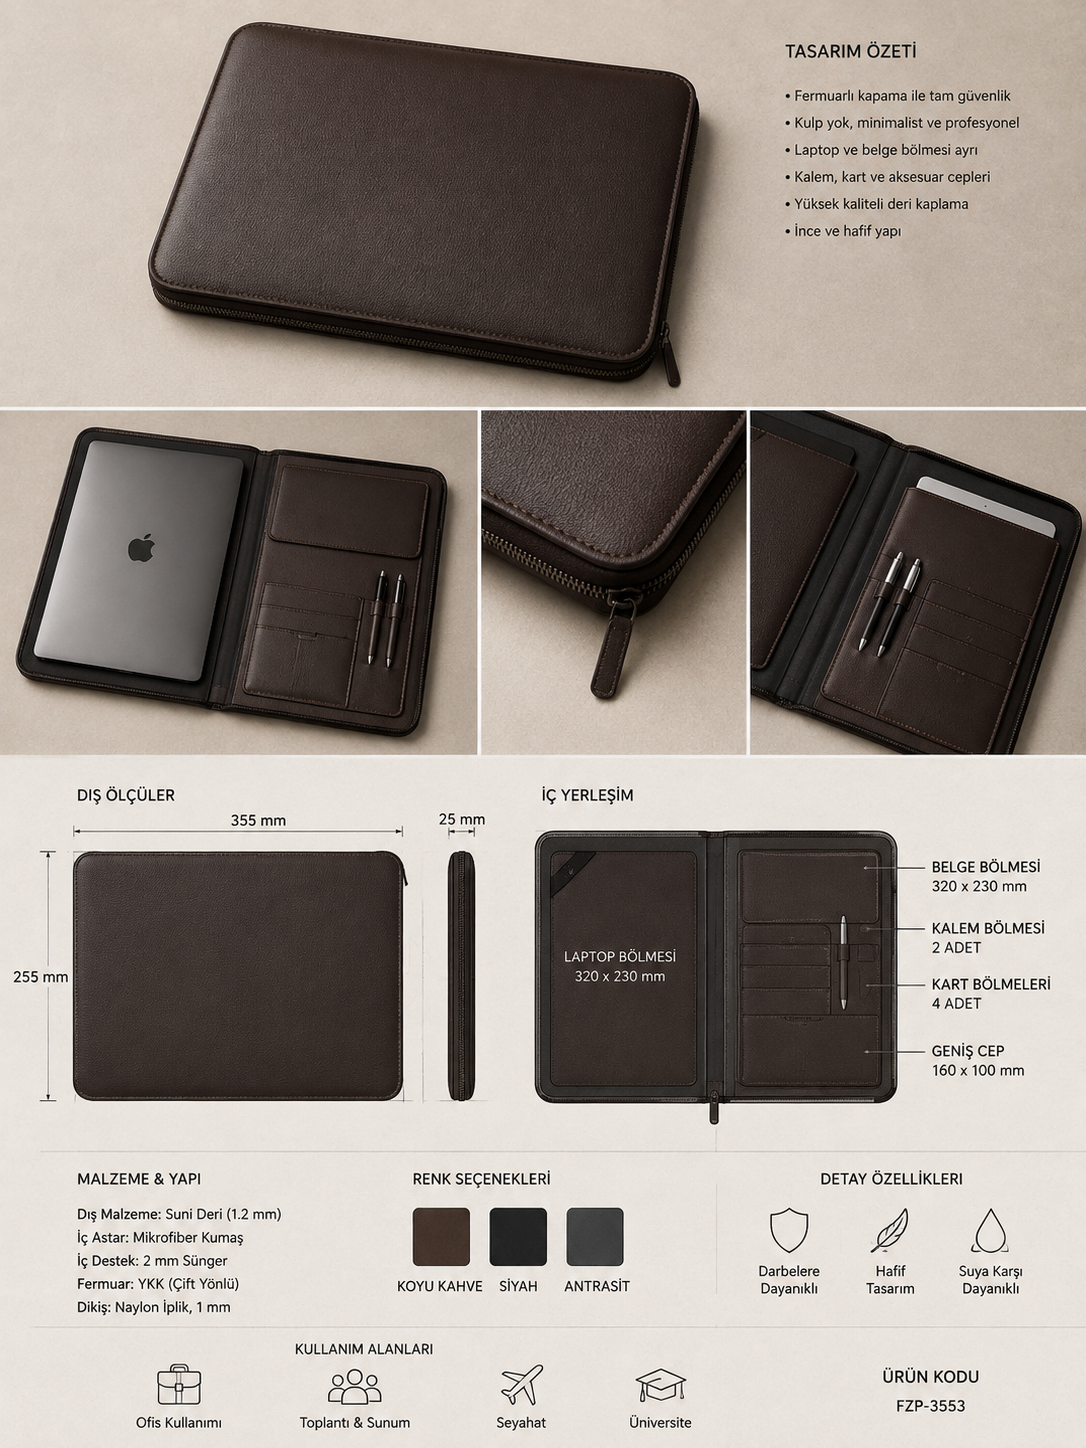 TASARIM ÖZETİ
• Fermuarlı kapama ile tam güvenlik
• Kulp yok, minimalist ve profesyonel
• Laptop ve belge bölmesi ayrı
• Kalem, kart ve aksesuar cepleri
• Yüksek kaliteli deri kaplama
• İnce ve hafif yapı
DIŞ ÖLÇÜLER
355 mm
25 mm
255 mm
İÇ YERLEŞİM
LAPTOP BÖLMESİ
320 x 230 mm
BELGE BÖLMESİ
320 x 230 mm
KALEM BÖLMESİ
2 ADET
KART BÖLMELERİ
4 ADET
GENİŞ CEP
160 x 100 mm
MALZEME & YAPI
Dış Malzeme: Suni Deri (1.2 mm)
İç Astar: Mikrofiber Kumaş
İç Destek: 2 mm Sünger
Fermuar: YKK (Çift Yönlü)
Dikiş: Naylon İplik, 1 mm
RENK SEÇENEKLERİ
KOYU KAHVE
SİYAH
ANTRASİT
DETAY ÖZELLİKLERİ
Darbelere
Dayanıklı
Hafif
Tasarım
Suya Karşı
Dayanıklı
KULLANIM ALANLARI
Ofis Kullanımı
Toplantı & Sunum
Seyahat
Üniversite
ÜRÜN KODU
FZP-3553